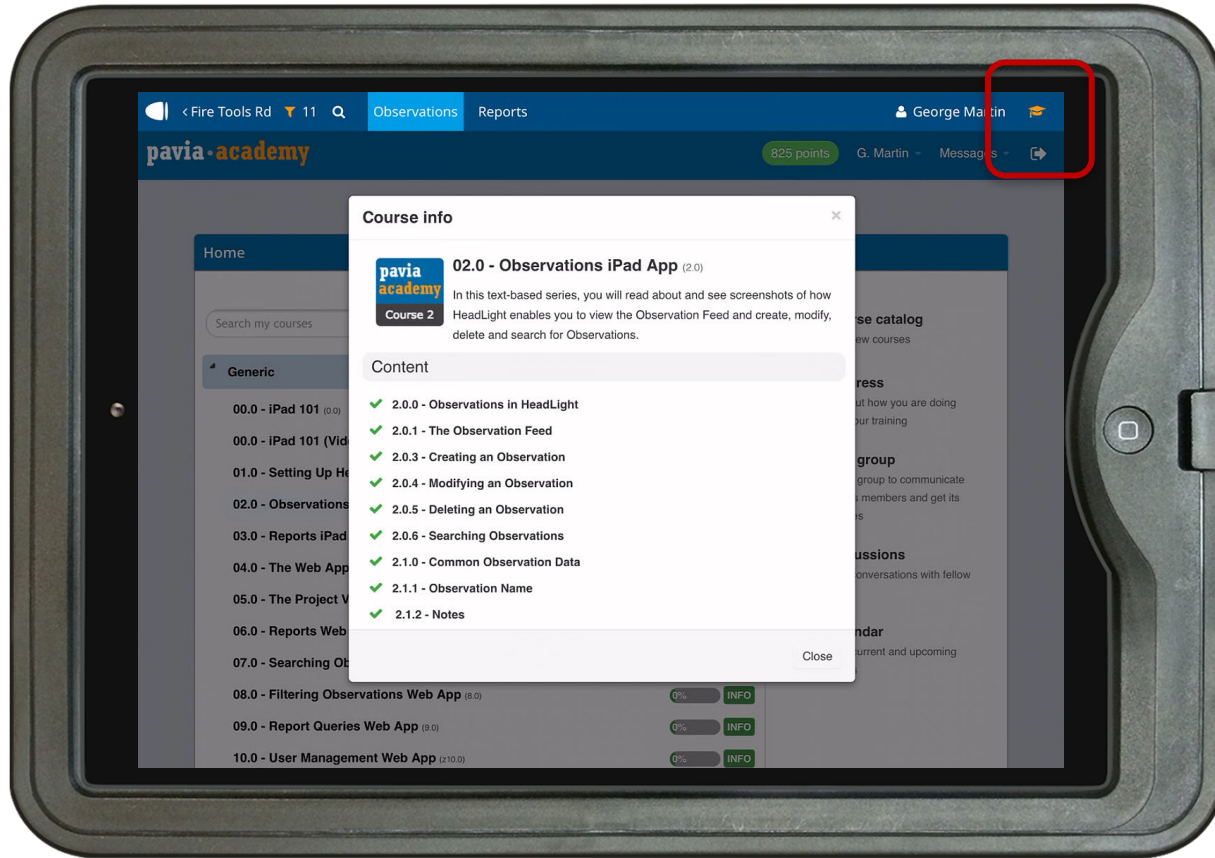 Fire Tools Rd 11 Observations Reports George Martin
pavia·academy 825 points G. Martin Messages
Course info
Home
02.0 - Observations iPad App (2.0)
pavia
academy
Course 2
In this text-based series, you will read about and see screenshots of how
HeadLight enables you to view the Observation Feed and create, modify,
delete and search for Observations.
Search my courses
Content
Generic
2.0.0 - Observations in HeadLight
2.0.1 - The Observation Feed
2.0.3 - Creating an Observation
2.0.4 - Modifying an Observation
2.0.5 - Deleting an Observation
2.0.6 - Searching Observations
2.1.0 - Common Observation Data
2.1.1 - Observation Name
2.1.2 - Notes
Close
00.0 - iPad 101 (0.0)
00.0 - iPad 101 (Vid
01.0 - Setting Up He
02.0 - Observations
03.0 - Reports iPad
04.0 - The Web App
05.0 - The Project V
06.0 - Reports Web
07.0 - Searching Ob
08.0 - Filtering Observations Web App (8.0) 0% INFO
09.0 - Report Queries Web App (9.0) 0% INFO
10.0 - User Management Web App (z10.0) 0% INFO
se catalog
ew courses
ress
ut how you are doing
our training
group
group to communicate
members and get its
es
ussions
onversations with fellow
ndar
urrent and upcoming